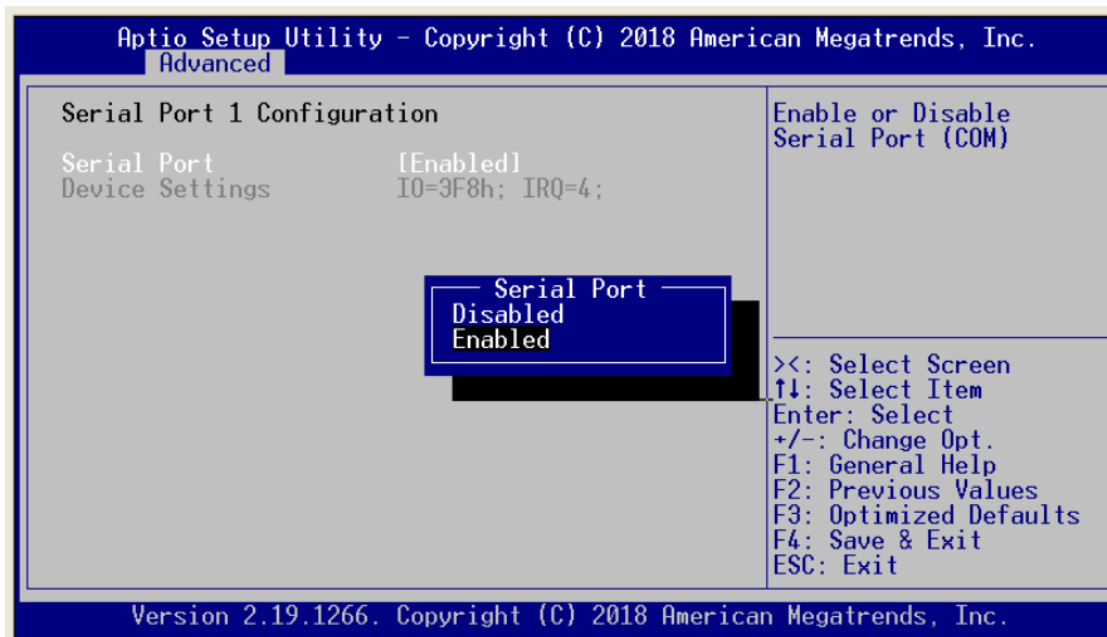 Aptio Setup Utility - Copyright (C) 2018 American Megatrends, Inc.
Advanced
Serial Port 1 Configuration
Serial Port [Enabled]
Device Settings IO=3F8h; IRQ=4;
Serial Port
Disabled
Enabled
Enable or Disable
Serial Port (COM)
><: Select Screen
↑↓: Select Item
Enter: Select
+/-: Change Opt.
F1: General Help
F2: Previous Values
F3: Optimized Defaults
F4: Save & Exit
ESC: Exit
Version 2.19.1266. Copyright (C) 2018 American Megatrends, Inc.